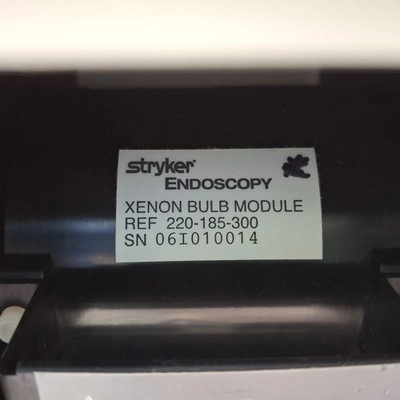 stryker
ENDOSCOPY
XENON BULB MODULE
REF 220-185-300
SN 06I010014